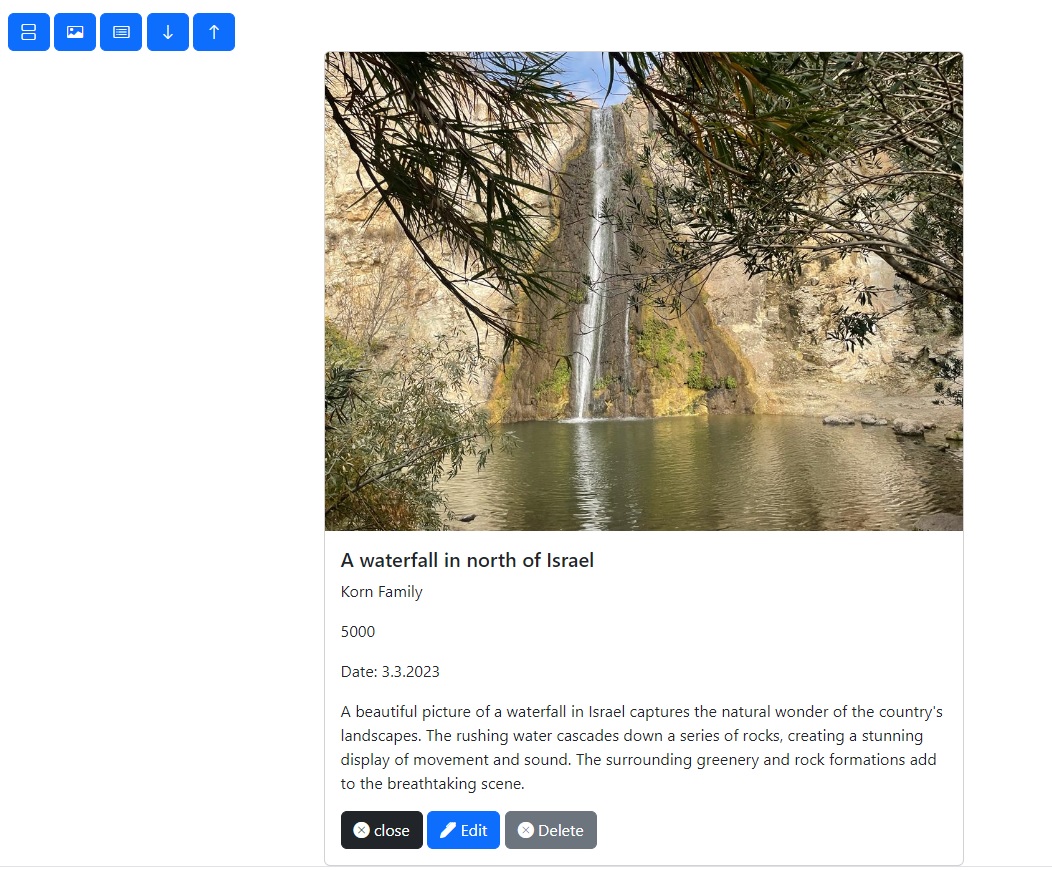 A waterfall in north of Israel
Korn Family
5000
Date: 3.3.2023
A beautiful picture of a waterfall in Israel captures the natural wonder of the country's
landscapes. The rushing water cascades down a series of rocks, creating a stunning
display of movement and sound. The surrounding greenery and rock formations add
to the breathtaking scene.
close Edit Delete